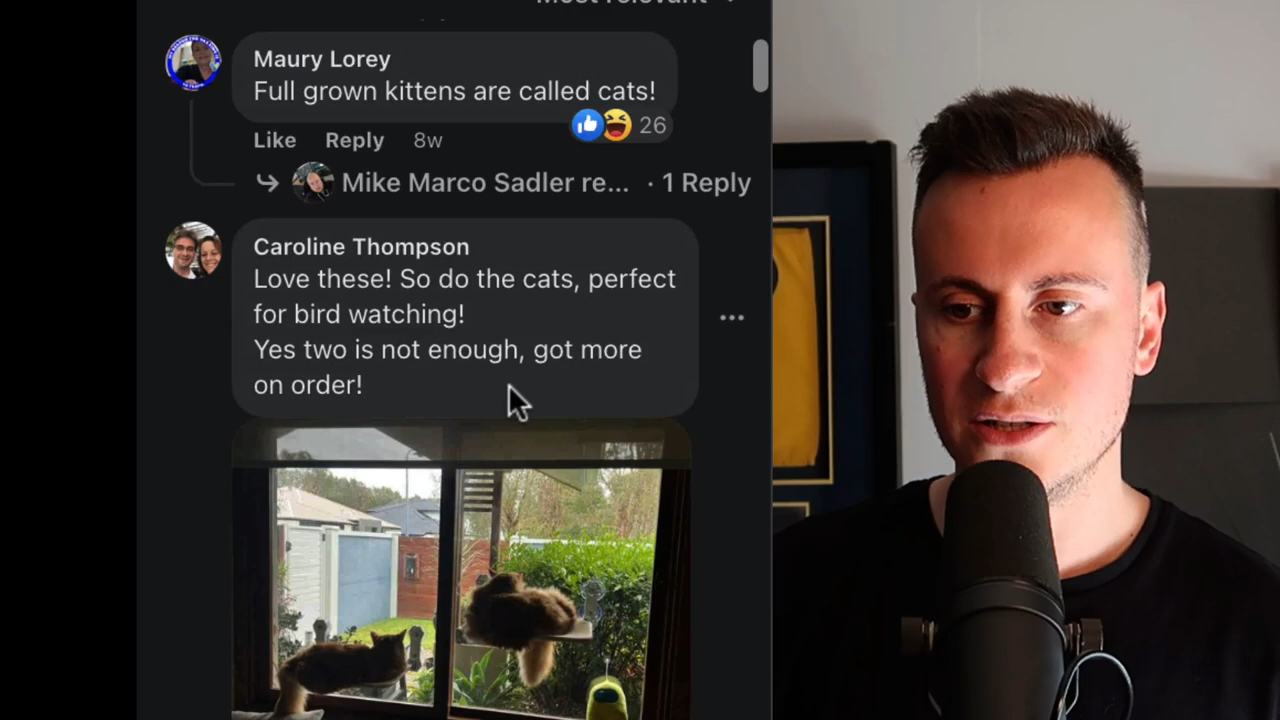 Most relevant
Maury Lorey
Full grown kittens are called cats!
26
Like Reply 8w
Mike Marco Sadler re... · 1 Reply
Caroline Thompson
Love these! So do the cats, perfect
for bird watching!
Yes two is not enough, got more
on order!